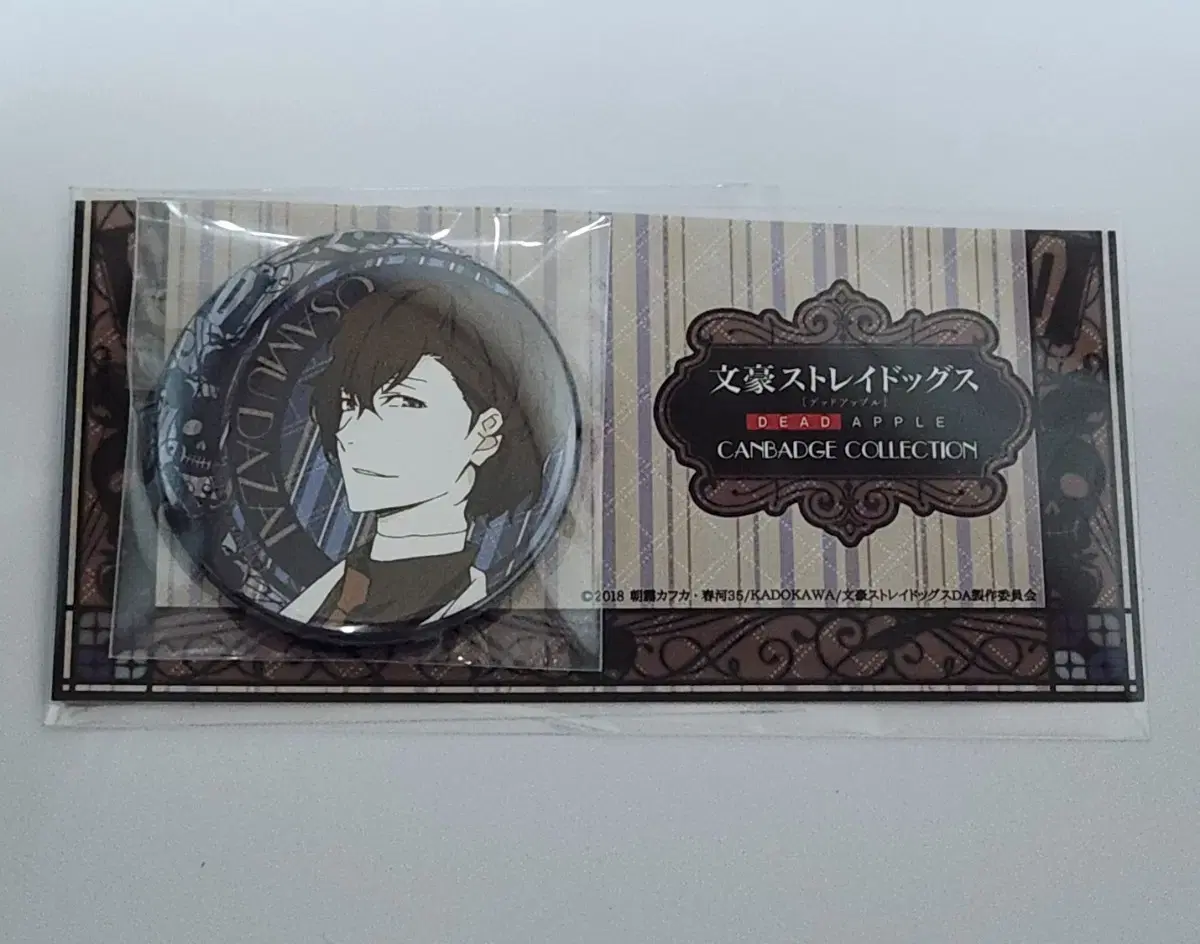 OSAMU DAZAI
文豪ストレイドッグス
[デッドアップル]
DEAD APPLE
CANBADGE COLLECTION
©2018 朝霧カフカ・春河35/KADOKAWA/文豪ストレイドッグスDA製作委員会